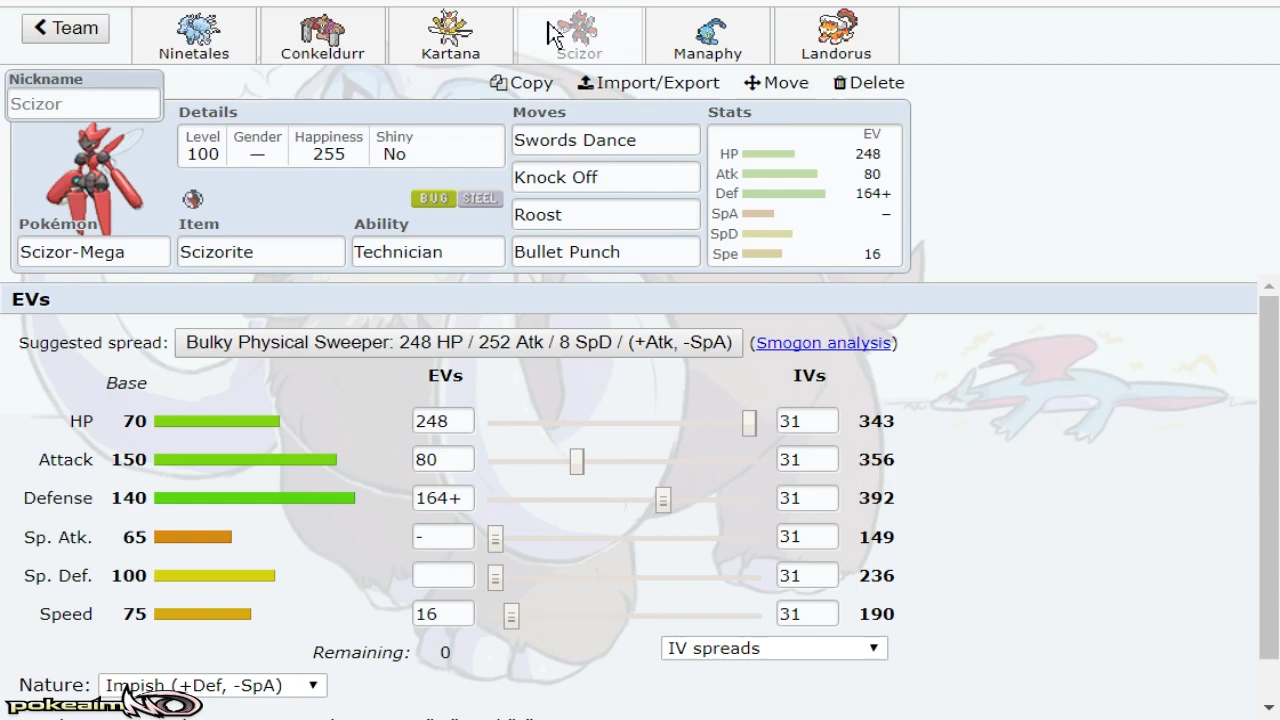 Team
Ninetales Conkeldurr Kartana Scizor Manaphy Landorus
Copy Import/Export Move Delete
Nickname
Scizor
Details Moves Stats
Level Gender Happiness Shiny
100 — 255 No
Swords Dance
Knock Off
Roost
Bullet Punch
EV
HP 248
Atk 80
Def 164+
SpA –
SpD
Spe 16
BUG STEEL
Pokémon Item Ability
Scizor-Mega Scizorite Technician
EVs
Suggested spread: Bulky Physical Sweeper: 248 HP / 252 Atk / 8 SpD / (+Atk, -SpA) (Smogon analysis)
Base EVs IVs
HP 70 248 31 343
Attack 150 80 31 356
Defense 140 164+ 31 392
Sp. Atk. 65 - 31 149
Sp. Def. 100 31 236
Speed 75 16 31 190
Remaining: 0 IV spreads
Nature: Impish (+Def, -SpA)
pokeaim